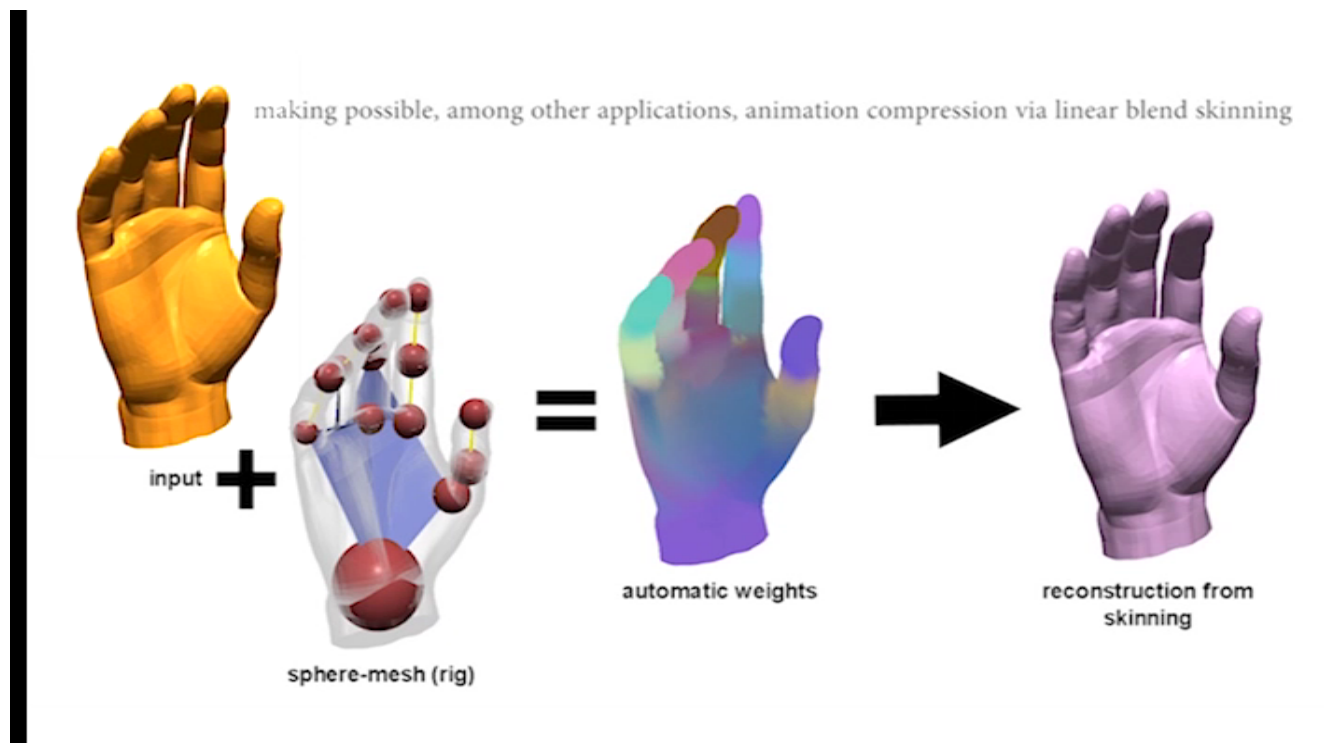 making possible, among other applications, animation compression via linear blend skinning
input
sphere-mesh (rig)
automatic weights
reconstruction from
skinning